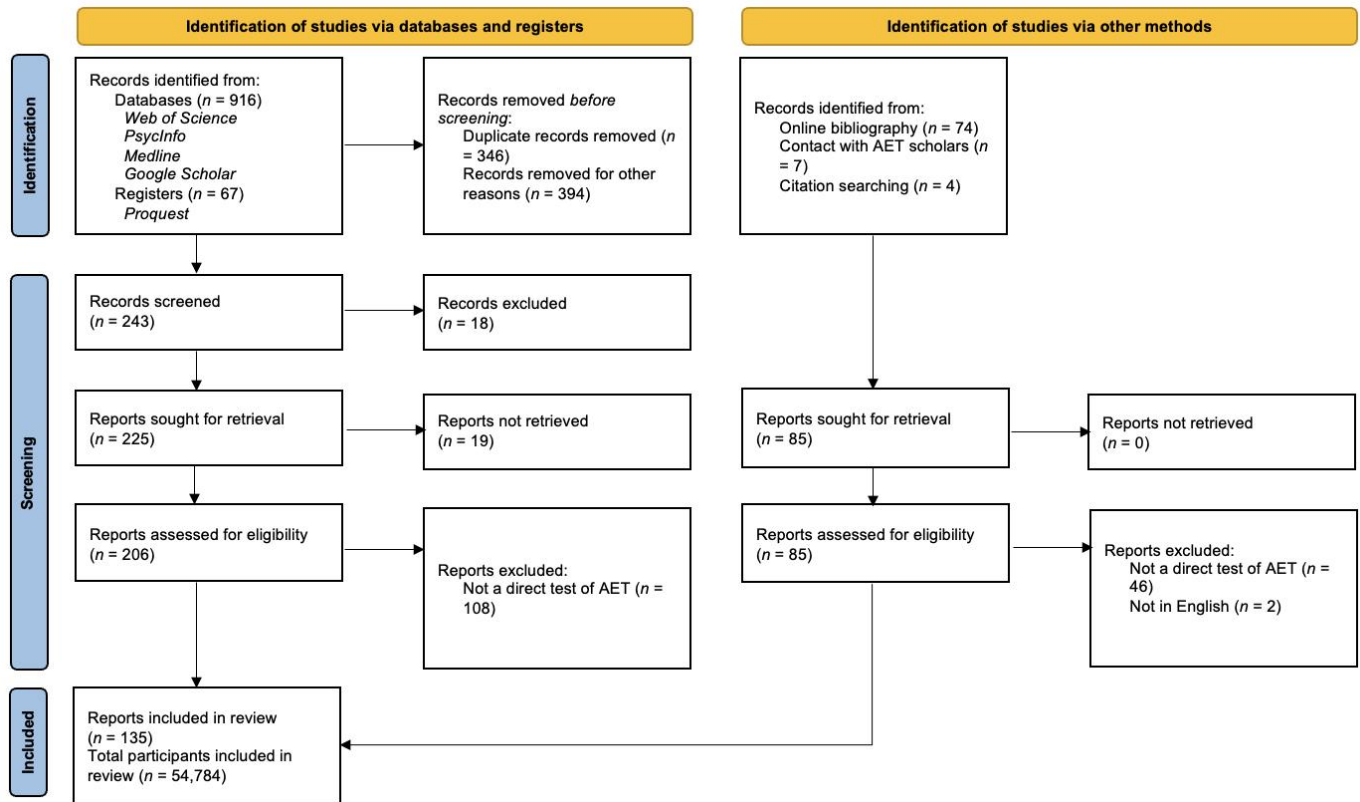 Identification of studies via databases and registers
Identification of studies via other methods
Identification
Records identified from:
Databases (n = 916)
Web of Science
PsycInfo
Medline
Google Scholar
Registers (n = 67)
Proquest
Records removed before
screening:
Duplicate records removed (n
= 346)
Records removed for other
reasons (n = 394)
Records identified from:
Online bibliography (n = 74)
Contact with AET scholars (n
= 7)
Citation searching (n = 4)
Screening
Records screened
(n = 243)
Records excluded
(n = 18)
Reports sought for retrieval
(n = 225)
Reports not retrieved
(n = 19)
Reports sought for retrieval
(n = 85)
Reports not retrieved
(n = 0)
Reports assessed for eligibility
(n = 206)
Reports excluded:
Not a direct test of AET (n =
108)
Reports assessed for eligibility
(n = 85)
Reports excluded:
Not a direct test of AET (n =
46)
Not in English (n = 2)
Included
Reports included in review
(n = 135)
Total participants included in
review (n = 54,784)